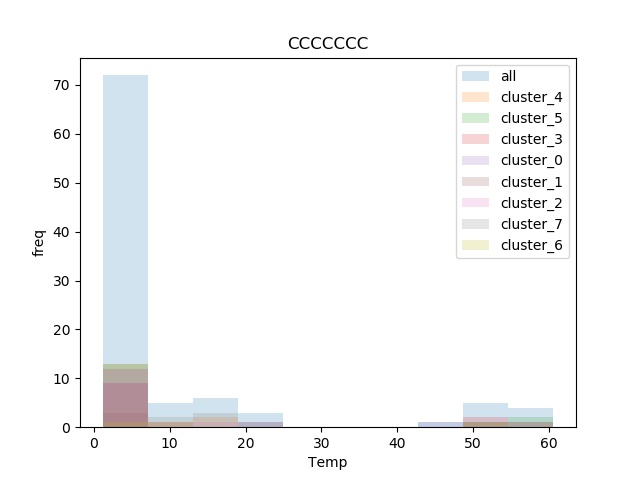 CCCCCCC
all
cluster_4
cluster_5
cluster_3
cluster_0
cluster_1
cluster_2
cluster_7
cluster_6
freq
70
60
50
40
30
20
10
0
0 10 20 30 40 50 60
Temp